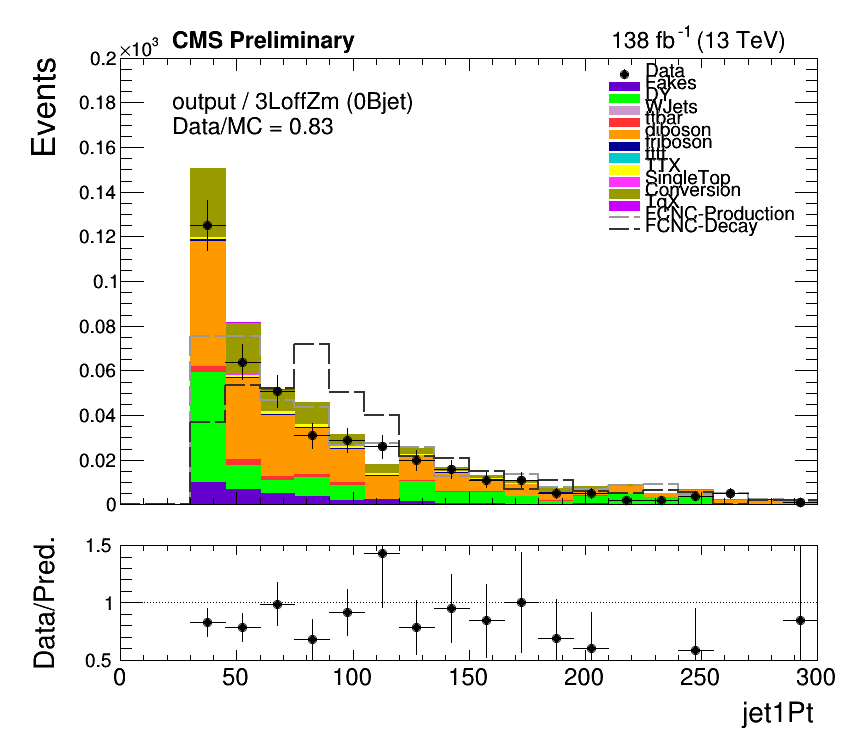 CMS Preliminary
138 fb-1 (13 TeV)
×10³
Events
0.2
0.18
0.16
0.14
0.12
0.1
0.08
0.06
0.04
0.02
0
output / 3LoffZm (0Bjet)
Data/MC = 0.83
Data
Fakes
DY
WJets
ttbar
diboson
triboson
tttt
TTX
SingleTop
Conversion
TqX
FCNC-Production
FCNC-Decay
Data/Pred.
1.5
1
0.5
0 50 100 150 200 250 300
jet1Pt